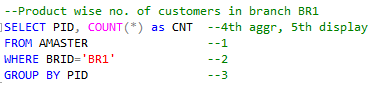 --Product wise no. of customers in branch BR1
SELECT PID, COUNT(*) as CNT --4th aggr, 5th display
FROM AMASTER --1
WHERE BRID='BR1' --2
GROUP BY PID --3